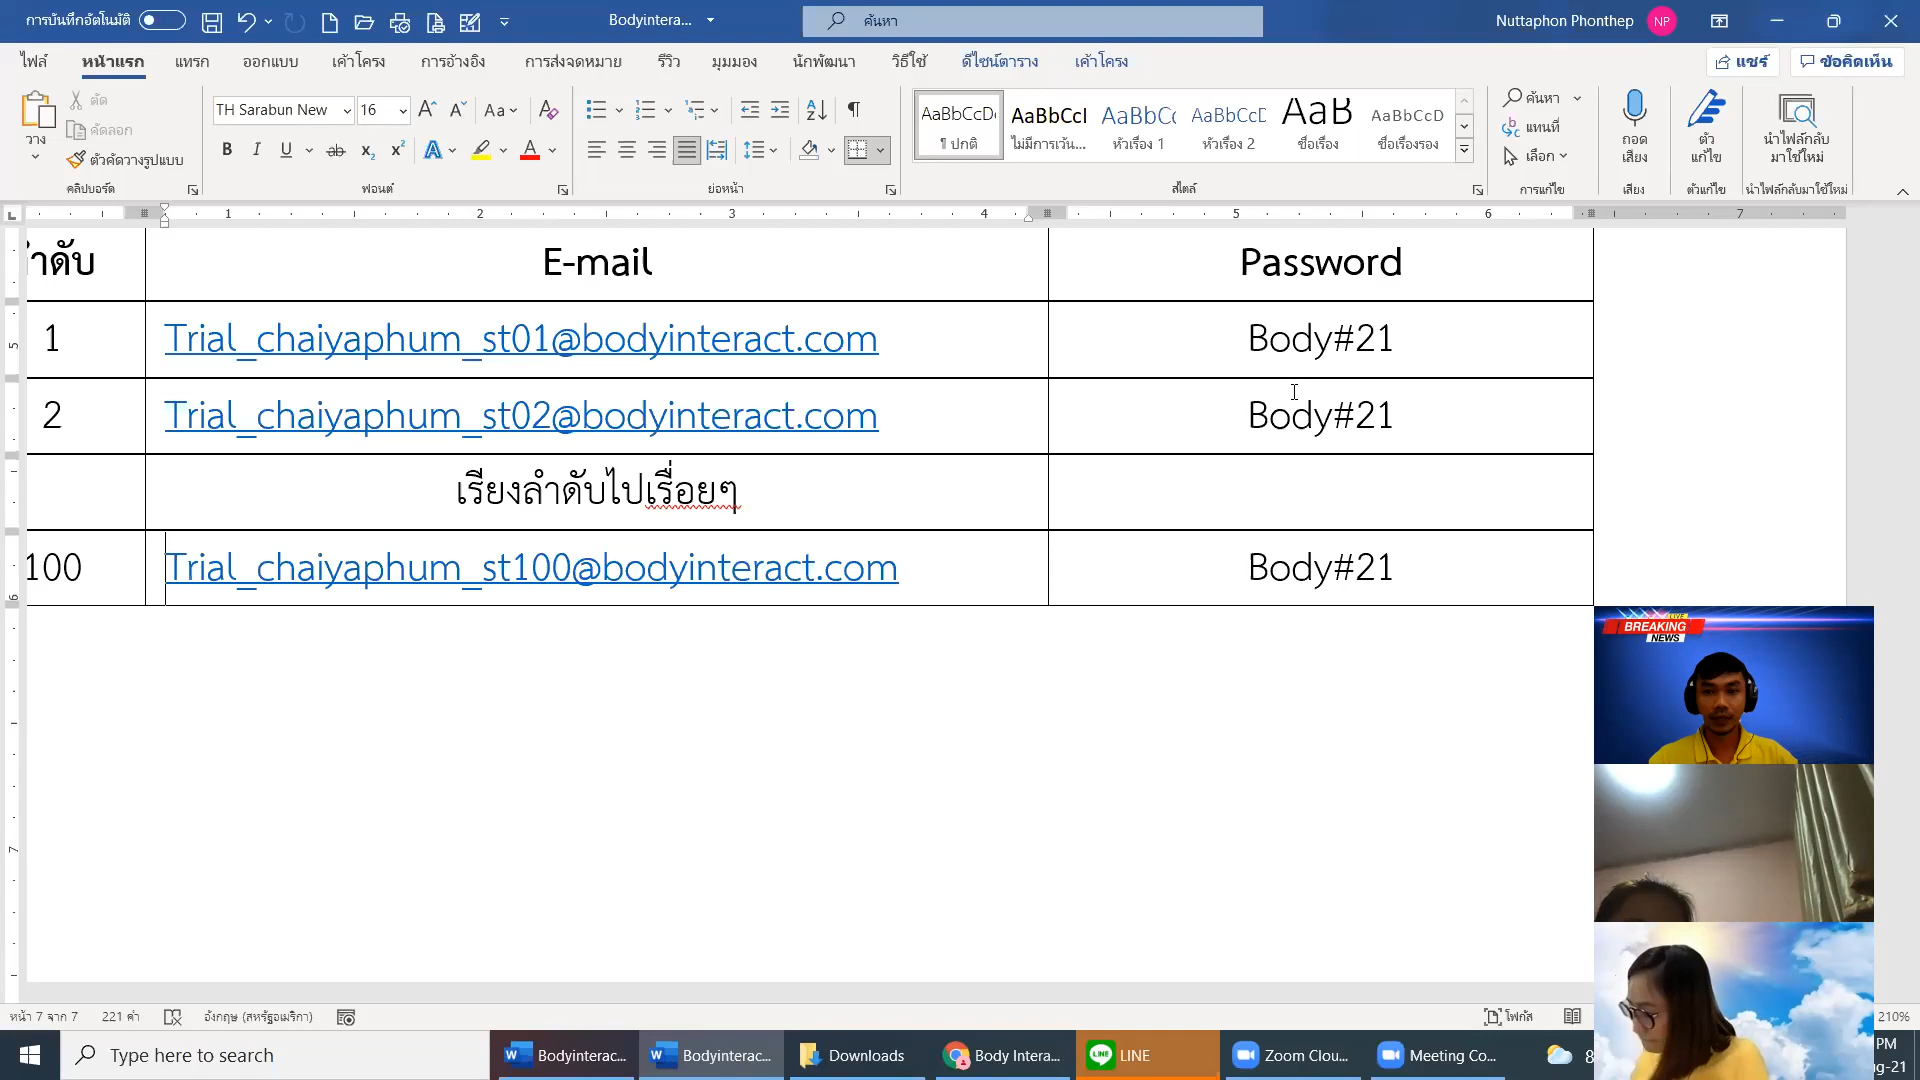 การบันทึกอัตโนมัติ
Bodyintera...
ค้นหา
Nuttaphon Phonthep
NP
ไฟล์ หน้าแรก แทรก ออกแบบ เค้าโครง การอ้างอิง การส่งจดหมาย รีวิว มุมมอง นักพัฒนา วิธีใช้ ดีไซน์ตาราง เค้าโครง
แชร์
ข้อคิดเห็น
วาง
ตัด
คัดลอก
ตัวคัดวางรูปแบบ
คลิปบอร์ด
TH Sarabun New 16
ฟอนต์
ย่อหน้า
AaBbCcDc AaBbCcI AaBbCc AaBbCcD AaB AaBbCcD
¶ ปกติ ไม่มีการเว้น... หัวเรื่อง 1 หัวเรื่อง 2 ชื่อเรื่อง ชื่อเรื่องรอง
สไตล์
ค้นหา
แทนที่
เลือก
การแก้ไข
ถอด
เสียง
เสียง
ตัว
แก้ไข
ตัวแก้ไข
นำไฟล์กลับ
มาใช้ใหม่
นำไฟล์กลับมาใช้ใหม่
1 2 3 4 5 6 7
ำดับ E-mail Password
1 Trial_chaiyaphum_st01@bodyinteract.com Body#21
2 Trial_chaiyaphum_st02@bodyinteract.com Body#21
เรียงลำดับไปเรื่อยๆ
100 Trial_chaiyaphum_st100@bodyinteract.com Body#21
5
6
7
LIVE
BREAKING
NEWS
หน้า 7 จาก 7 221 คำ อังกฤษ (สหรัฐอเมริกา)
โฟกัส
210%
Type here to search
Bodyinterac...
Bodyinterac...
Downloads
Body Intera...
LINE
Zoom Clou...
Meeting Co...
8
PM
g-21